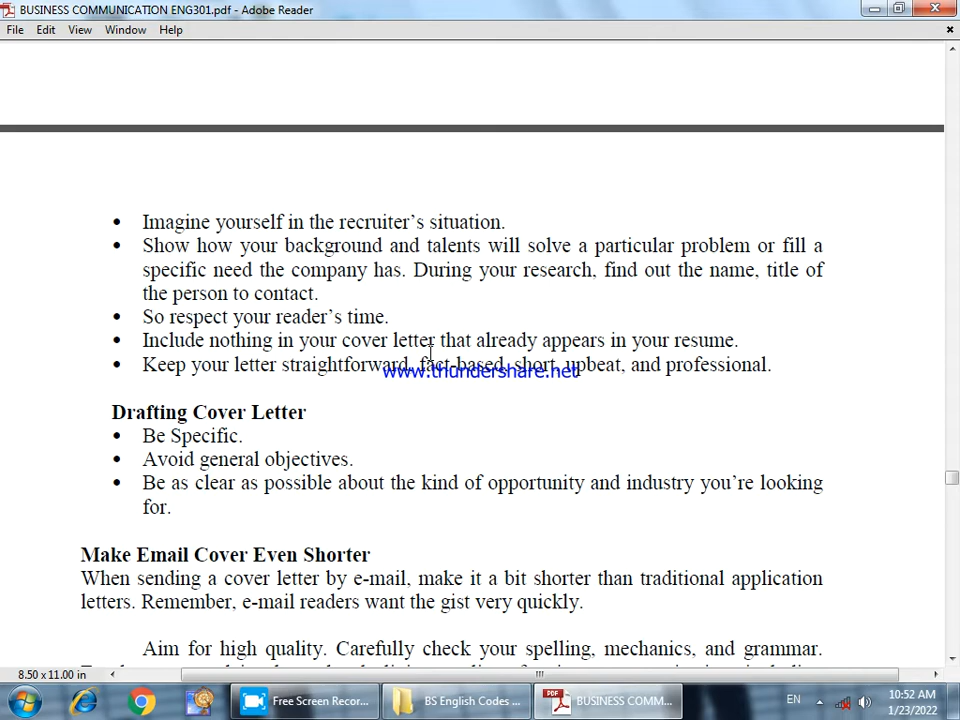 BUSINESS COMMUNICATION ENG301.pdf - Adobe Reader
File Edit View Window Help
• Imagine yourself in the recruiter's situation.
• Show how your background and talents will solve a particular problem or fill a
specific need the company has. During your research, find out the name, title of
the person to contact.
• So respect your reader's time.
• Include nothing in your cover letter that already appears in your resume.
• Keep your letter straightforward, fact-based, short, upbeat, and professional.
www.thundershare.net
Drafting Cover Letter
• Be Specific.
• Avoid general objectives.
• Be as clear as possible about the kind of opportunity and industry you're looking
for.
Make Email Cover Even Shorter
When sending a cover letter by e-mail, make it a bit shorter than traditional application
letters. Remember, e-mail readers want the gist very quickly.
Aim for high quality. Carefully check your spelling, mechanics, and grammar.
8.50 x 11.00 in
Free Screen Recor...
BS English Codes ...
BUSINESS COMM...
EN
10:52 AM
1/23/2022